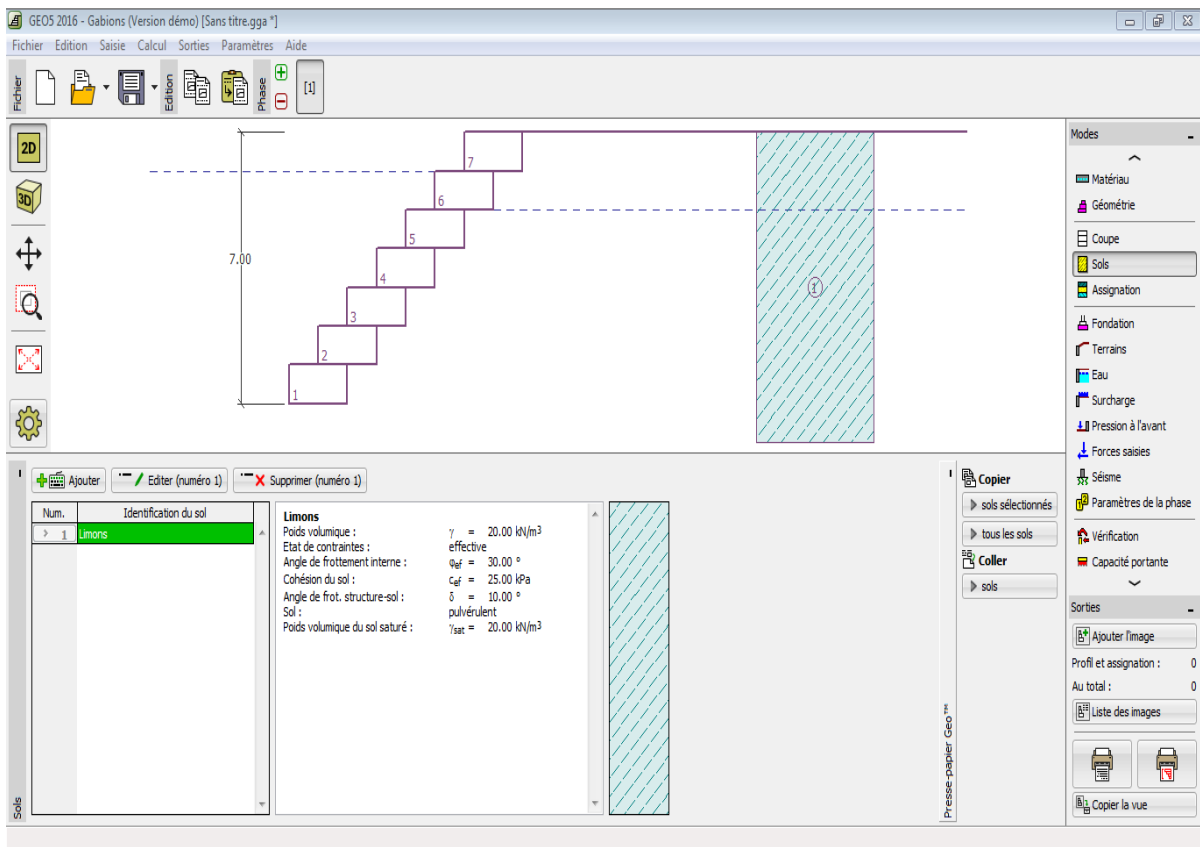 GEO5 2016 - Gabions (Version démo) [Sans titre.gga *]
Fichier Edition Saisie Calcul Sorties Paramètres Aide
Fichier
Edition
Phase
[1]
2D
3D
7.00
7
6
5
4
3
2
1
1
Modes
Matériau
Géométrie
Coupe
Sols
Assignation
Fondation
Terrains
Eau
Surcharge
Pression à l'avant
Forces saisies
Séisme
Paramètres de la phase
Vérification
Capacité portante
Sorties
Ajouter l'image
Profil et assignation : 0
Au total : 0
Liste des images
Copier la vue
Ajouter
Editer (numéro 1)
Supprimer (numéro 1)
Num. Identification du sol
1 Limons
Limons
Poids volumique : γ = 20.00 kN/m3
Etat de contraintes : effective
Angle de frottement interne : φef = 30.00 °
Cohésion du sol : cef = 25.00 kPa
Angle de frot. structure-sol : δ = 10.00 °
Sol : pulvérulent
Poids volumique du sol saturé : γsat = 20.00 kN/m3
Sols
Presse-papier Geo™
Copier
sols sélectionnés
tous les sols
Coller
sols